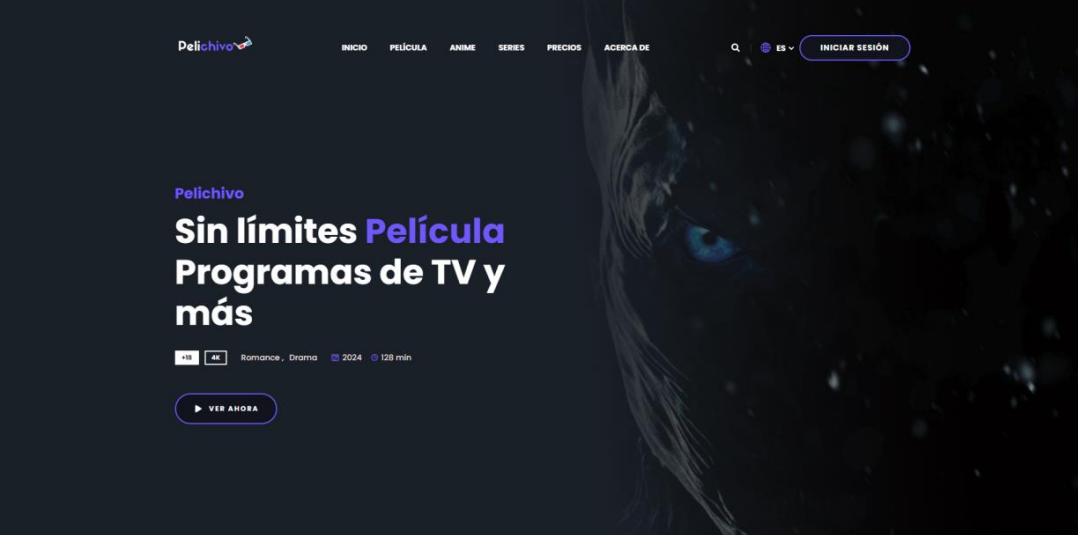 Pelichivo
INICIO PELÍCULA ANIME SERIES PRECIOS ACERCA DE ES INICIAR SESIÓN
Pelichivo
Sin límites Película
Programas de TV y
más
+18 4K Romance, Drama 2024 128 min
VER AHORA